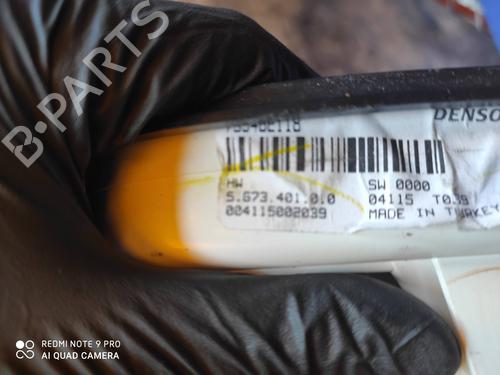 B-PARTS
DENSO
HW
SW 0000
5.673.401.0.0
04115 T0.39
004115002039
MADE IN TURKEY
REDMI NOTE 9 PRO
AI QUAD CAMERA